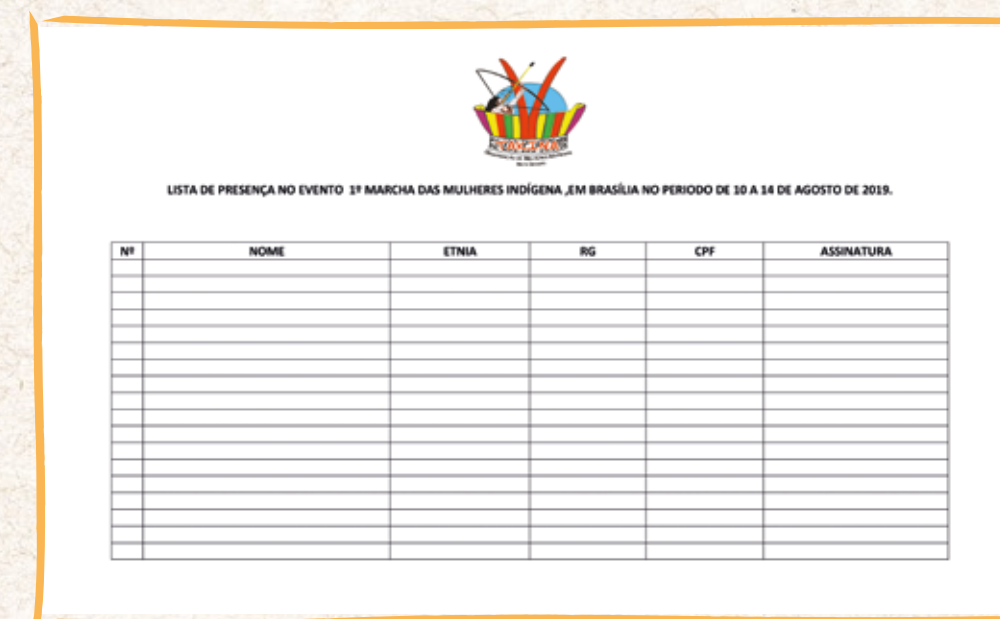 LISTA DE PRESENÇA NO EVENTO 1º MARCHA DAS MULHERES INDÍGENA ,EM BRASÍLIA NO PERIODO DE 10 A 14 DE AGOSTO DE 2019.
Nº NOME ETNIA RG CPF ASSINATURA